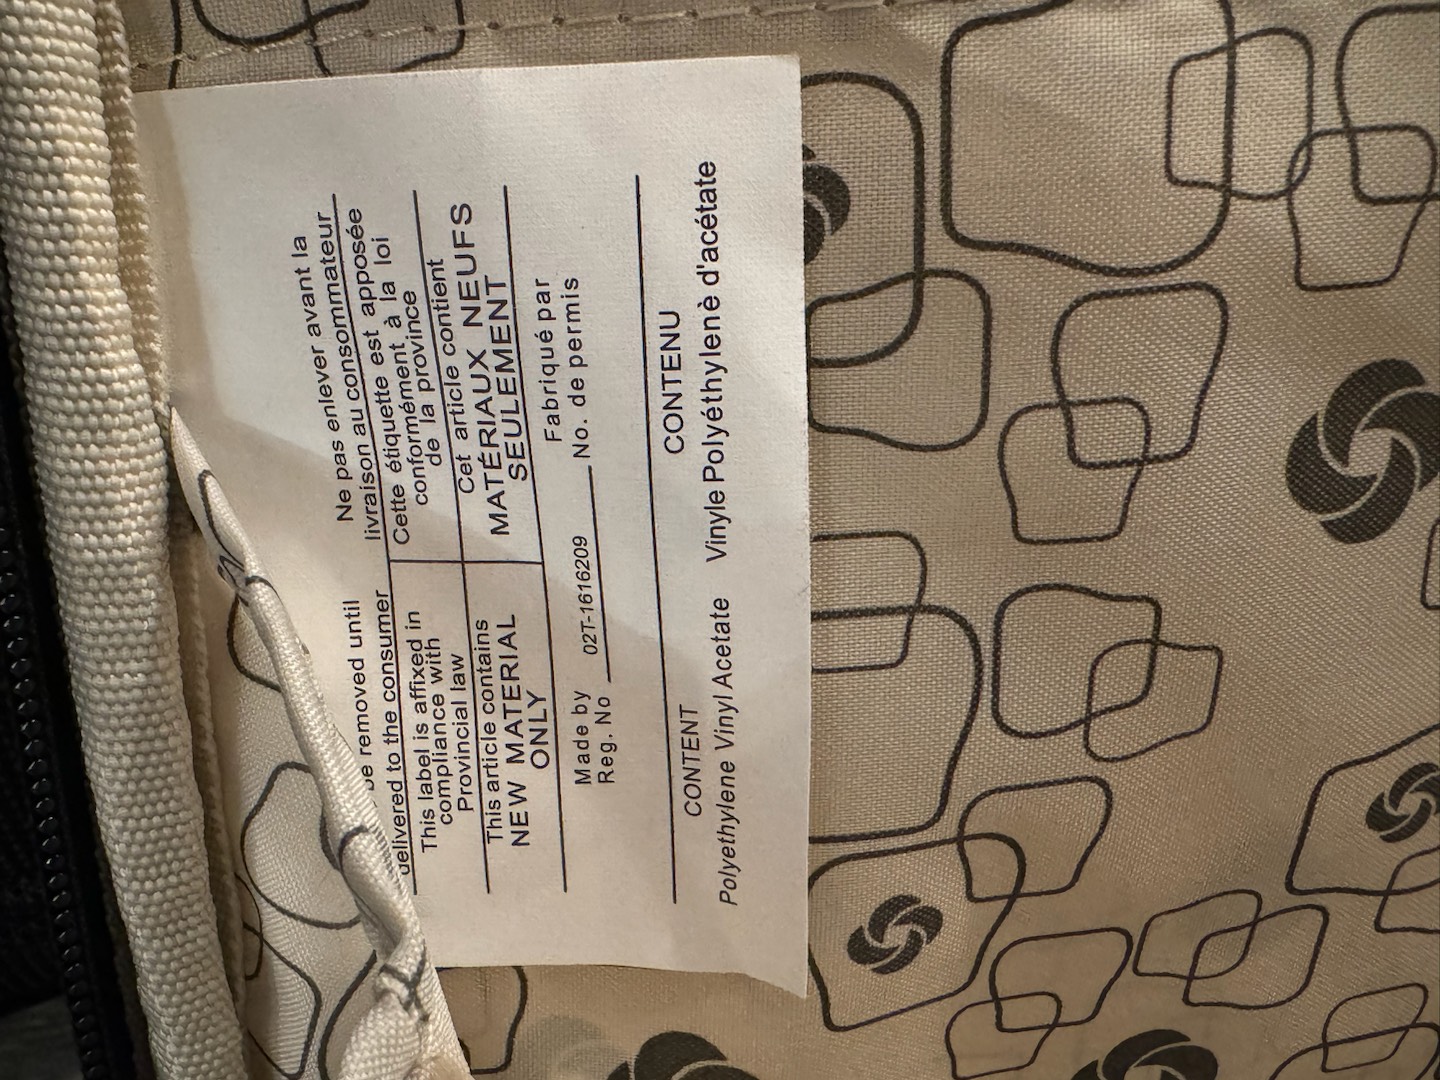 be removed until
delivered to the consumer
This label is affixed in
compliance with
Provincial law
This article contains
NEW MATERIAL
ONLY
Ne pas enlever avant la
livraison au consommateur
Cette étiquette est apposée
conformément à la loi
de la province
Cet article contient
MATÉRIAUX NEUFS
SEULEMENT
Made by
Reg. No 02T-1616209
Fabriqué par
No. de permis
CONTENT
Polyethylene Vinyl Acetate
CONTENU
Vinyle Polyéthylenè d'acétate